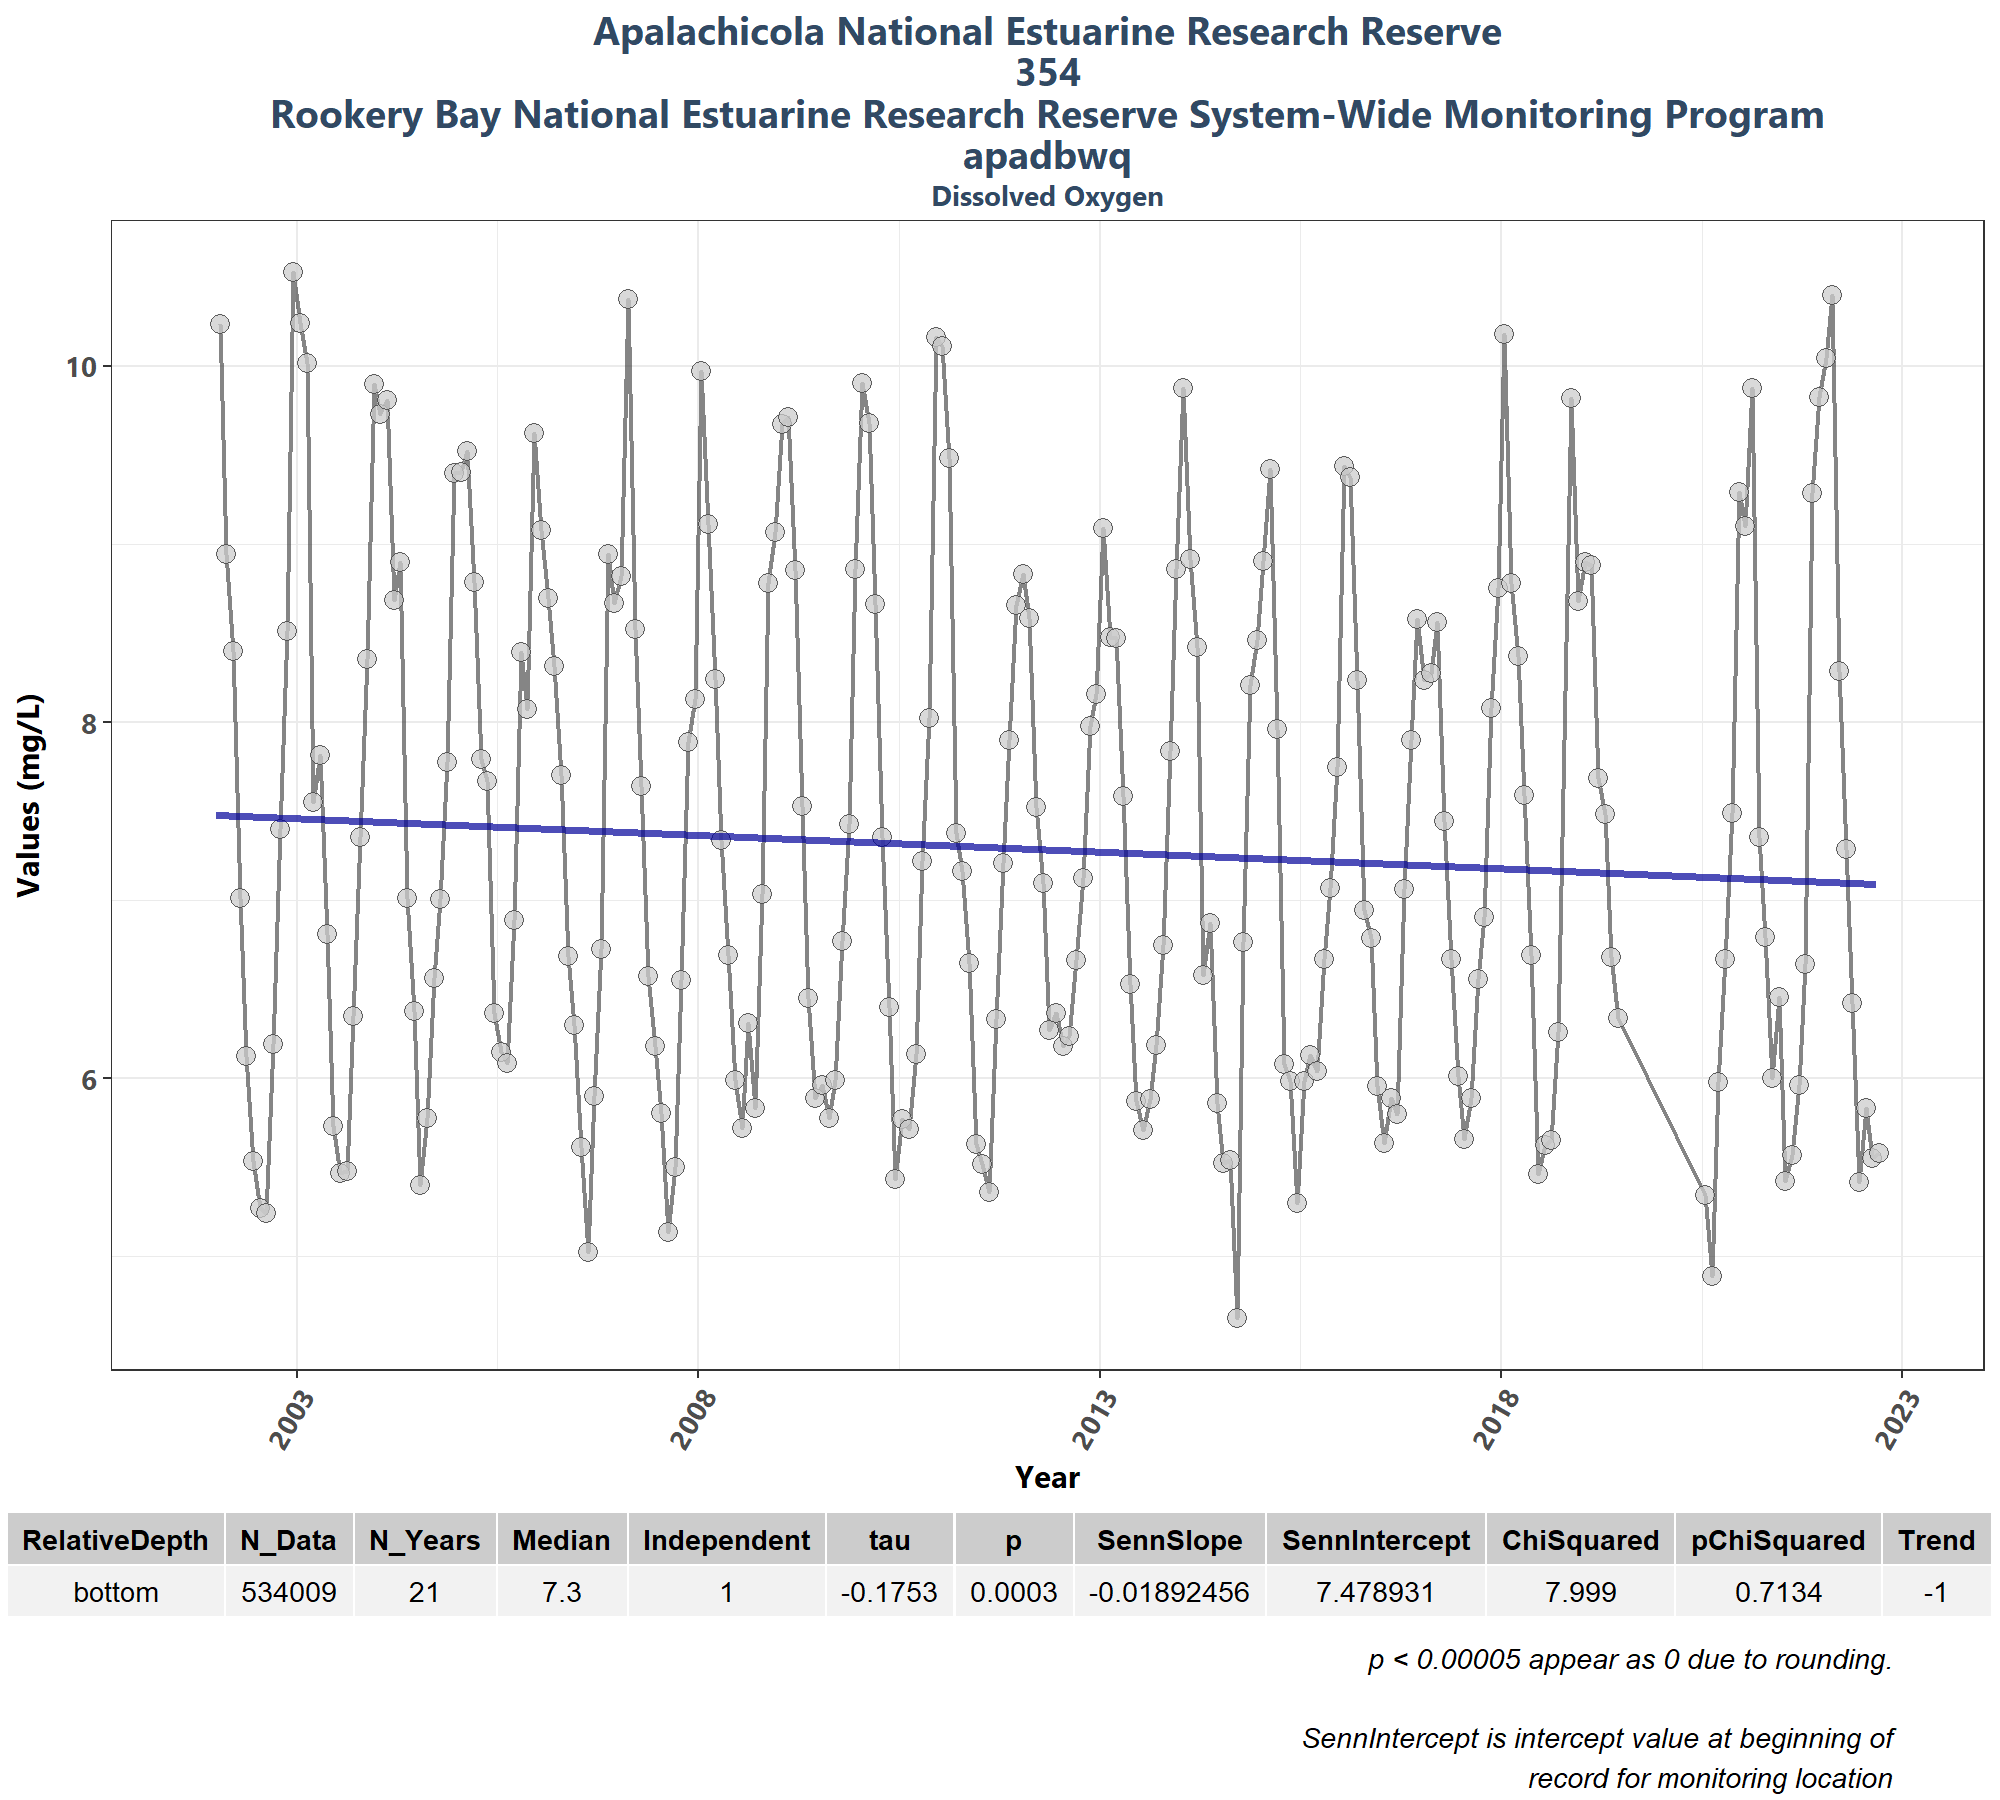 Apalachicola National Estuarine Research Reserve
354
Rookery Bay National Estuarine Research Reserve System-Wide Monitoring Program
apadbwq
Dissolved Oxygen
Values (mg/L)
10
8
6
2003 2008 2013 2018 2023
Year
RelativeDepth N_Data N_Years Median Independent tau p SennSlope SennIntercept ChiSquared pChiSquared Trend
bottom 534009 21 7.3 1 -0.1753 0.0003 -0.01892456 7.478931 7.999 0.7134 -1
p < 0.00005 appear as 0 due to rounding.
SennIntercept is intercept value at beginning of
record for monitoring location